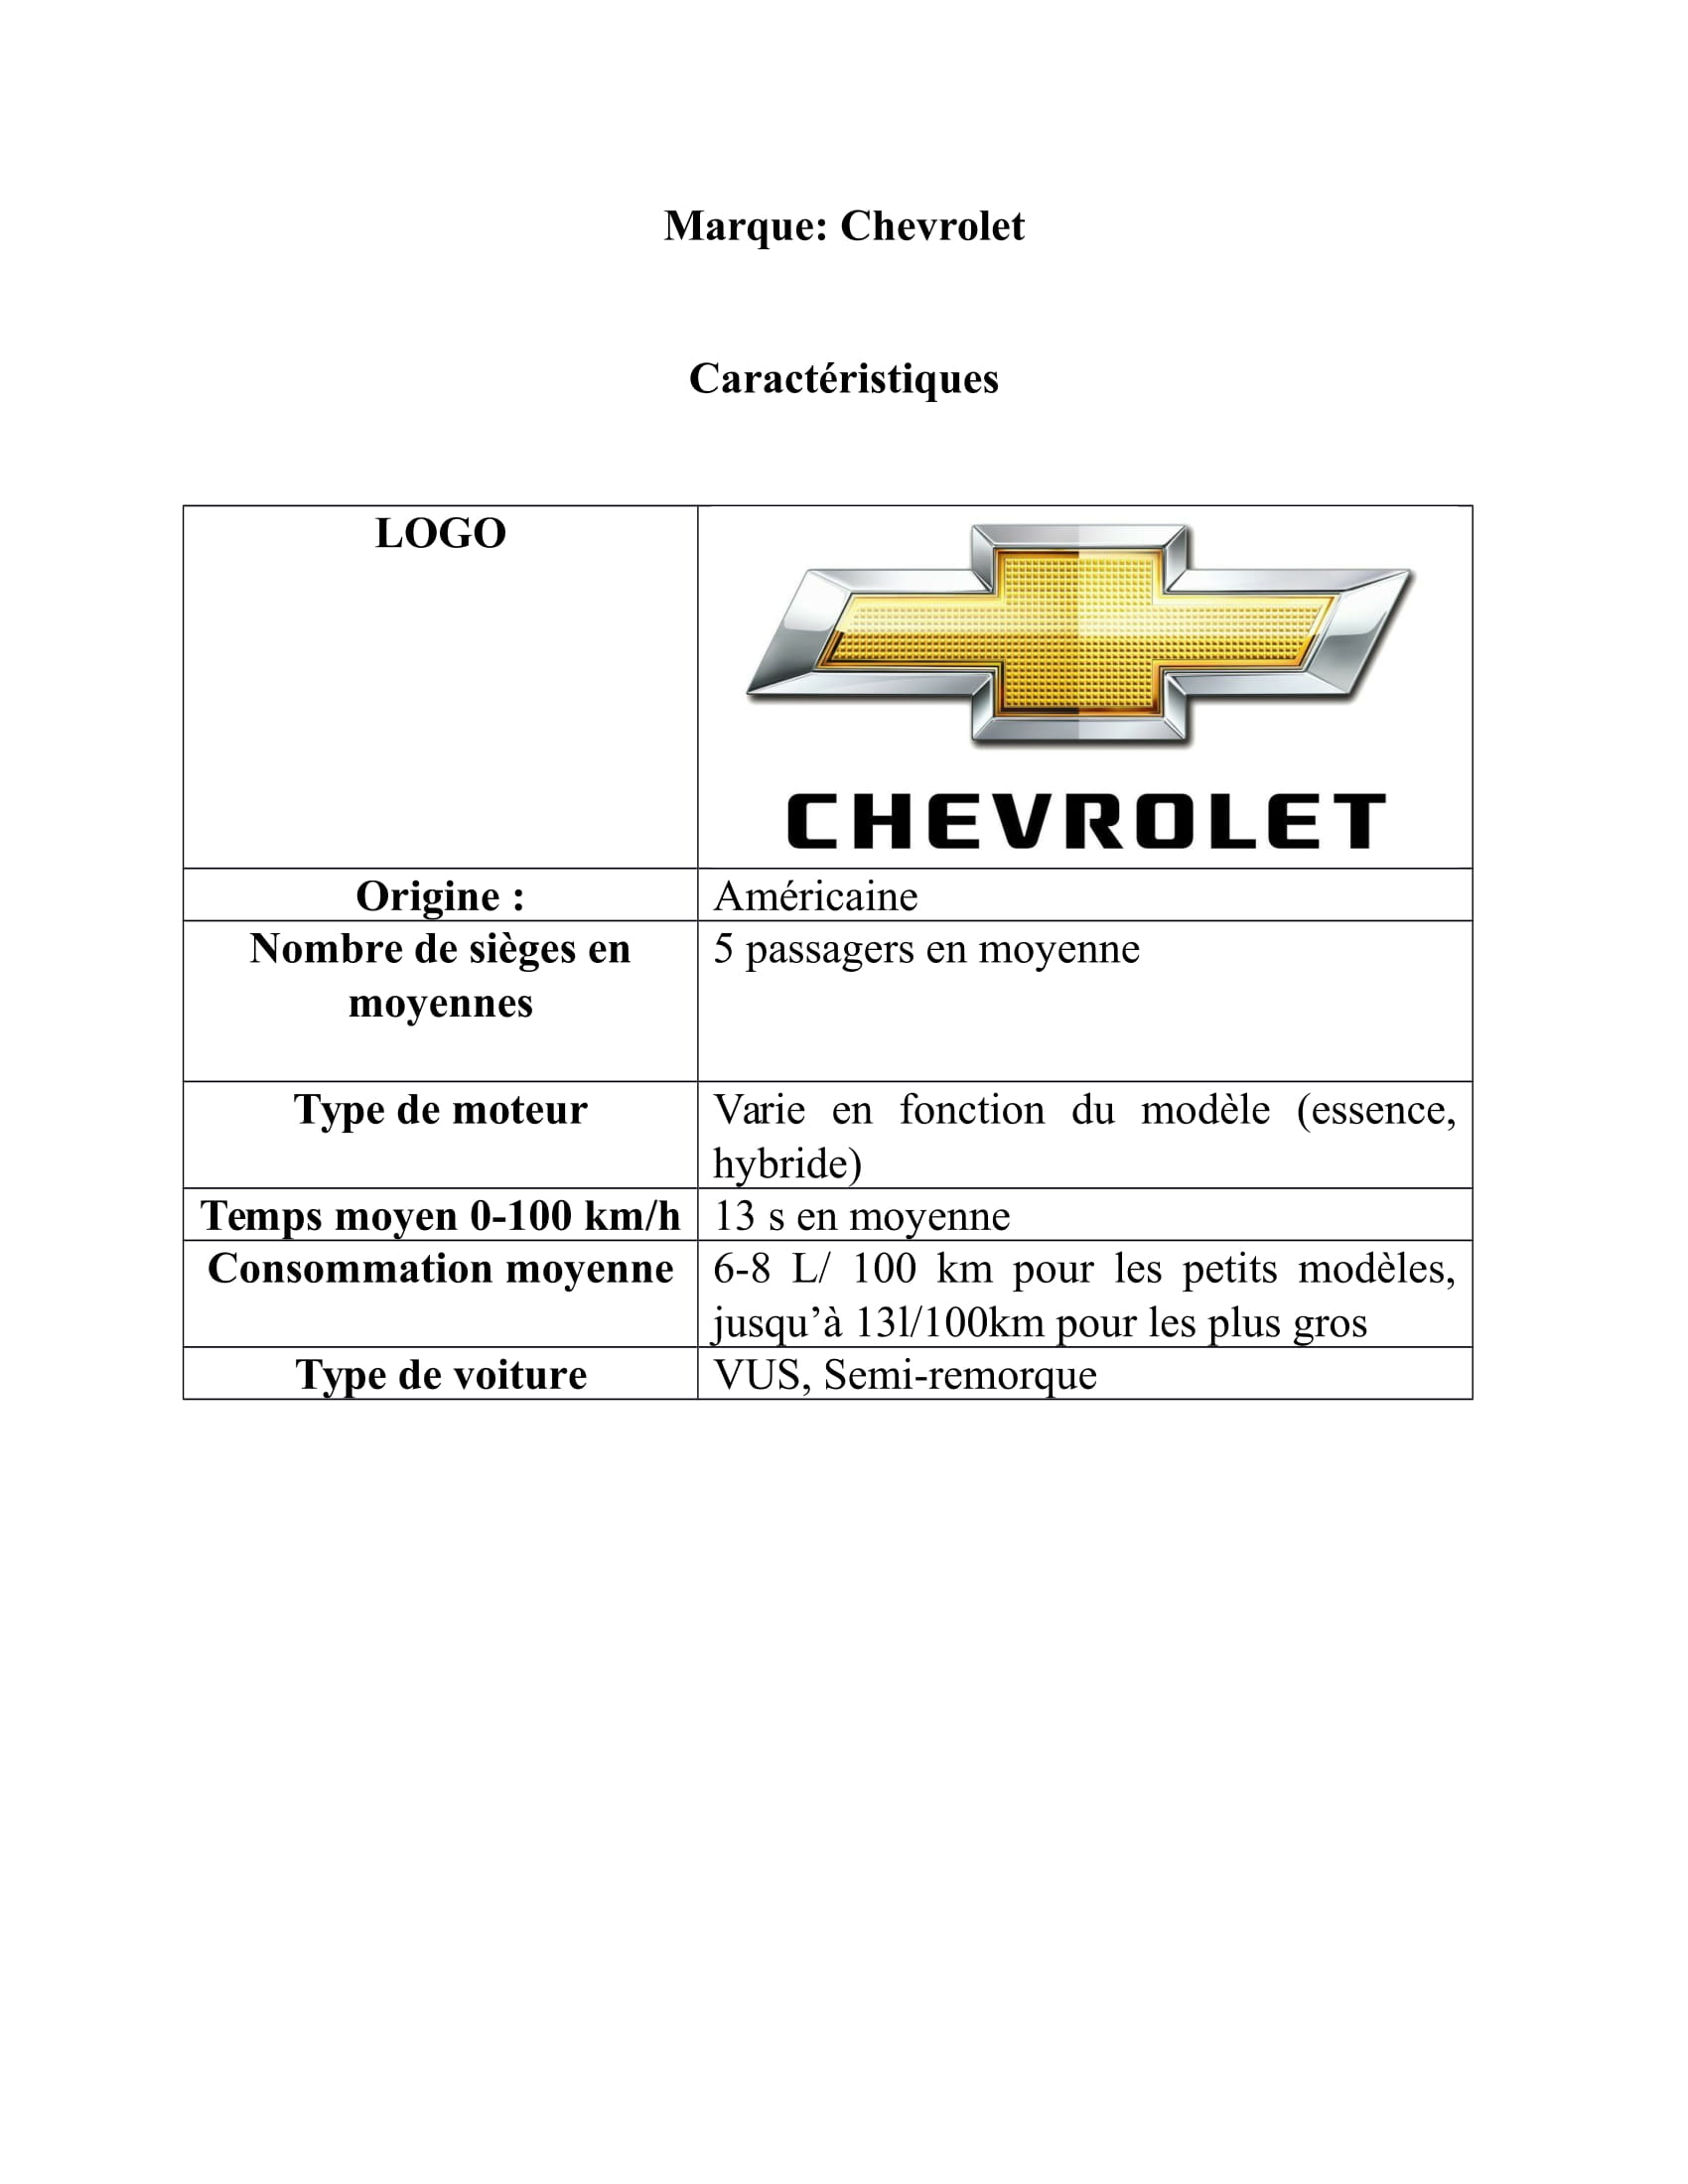 Marque: Chevrolet
Caractéristiques
LOGO
CHEVROLET
Origine :
Américaine
Nombre de sièges en
moyennes
5 passagers en moyenne
Type de moteur
Varie en fonction du modèle (essence,
hybride)
Temps moyen 0-100 km/h
13 s en moyenne
Consommation moyenne
6-8 L/ 100 km pour les petits modèles,
jusqu’à 13l/100km pour les plus gros
Type de voiture
VUS, Semi-remorque